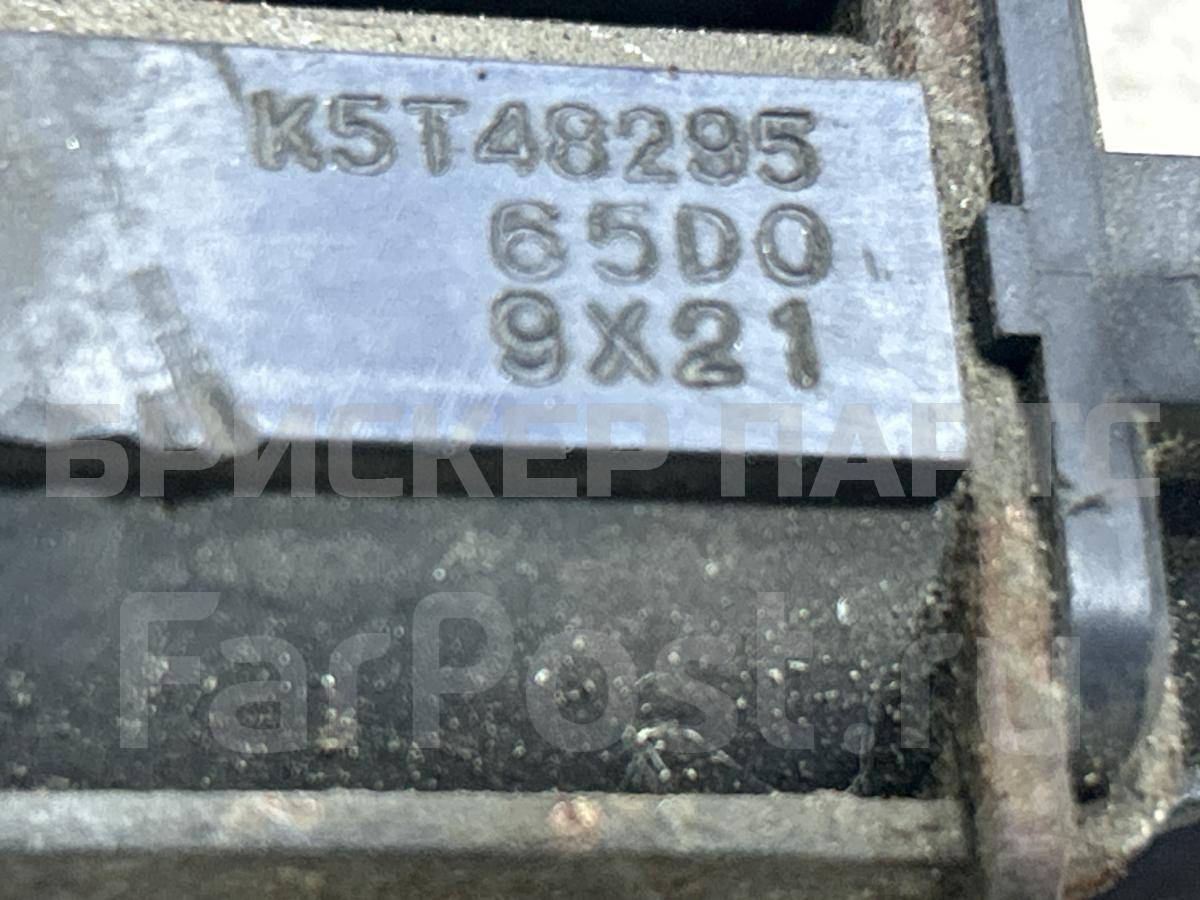 K5T48295
65D0
9X21
БРИСКЕР ПАРТС
FarPost.ru